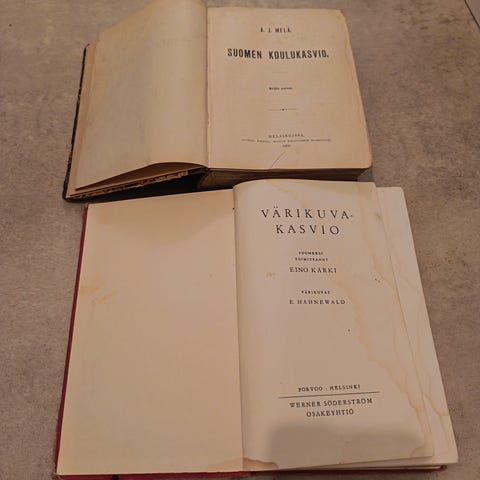 A. J. MELA.
SUOMEN KOULUKASVIO.
HELSINGISSÄ,
VÄRIKUVA-
KASVIO
SUOMEKSI
TOIMITTANUT
EINO KÄRKI
VÄRIKUVAT
E. HAHNEWALD
PORVOO - HELSINKI
WERNER SÖDERSTRÖM
OSAKEYHTIÖ